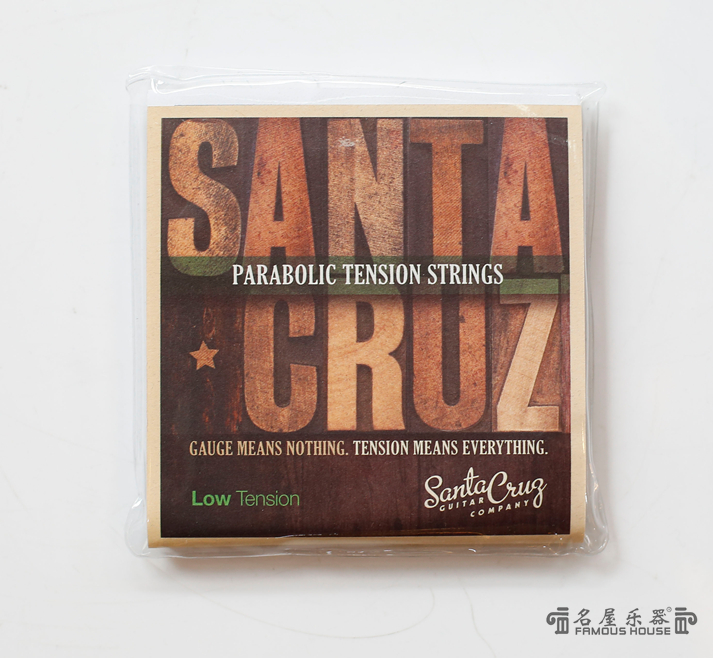 SANTA
PARABOLIC TENSION STRINGS
CRUZ
GAUGE MEANS NOTHING. TENSION MEANS EVERYTHING.
Low Tension
Santa Cruz
GUITAR
COMPANY
名屋乐器®
FAMOUS HOUSE